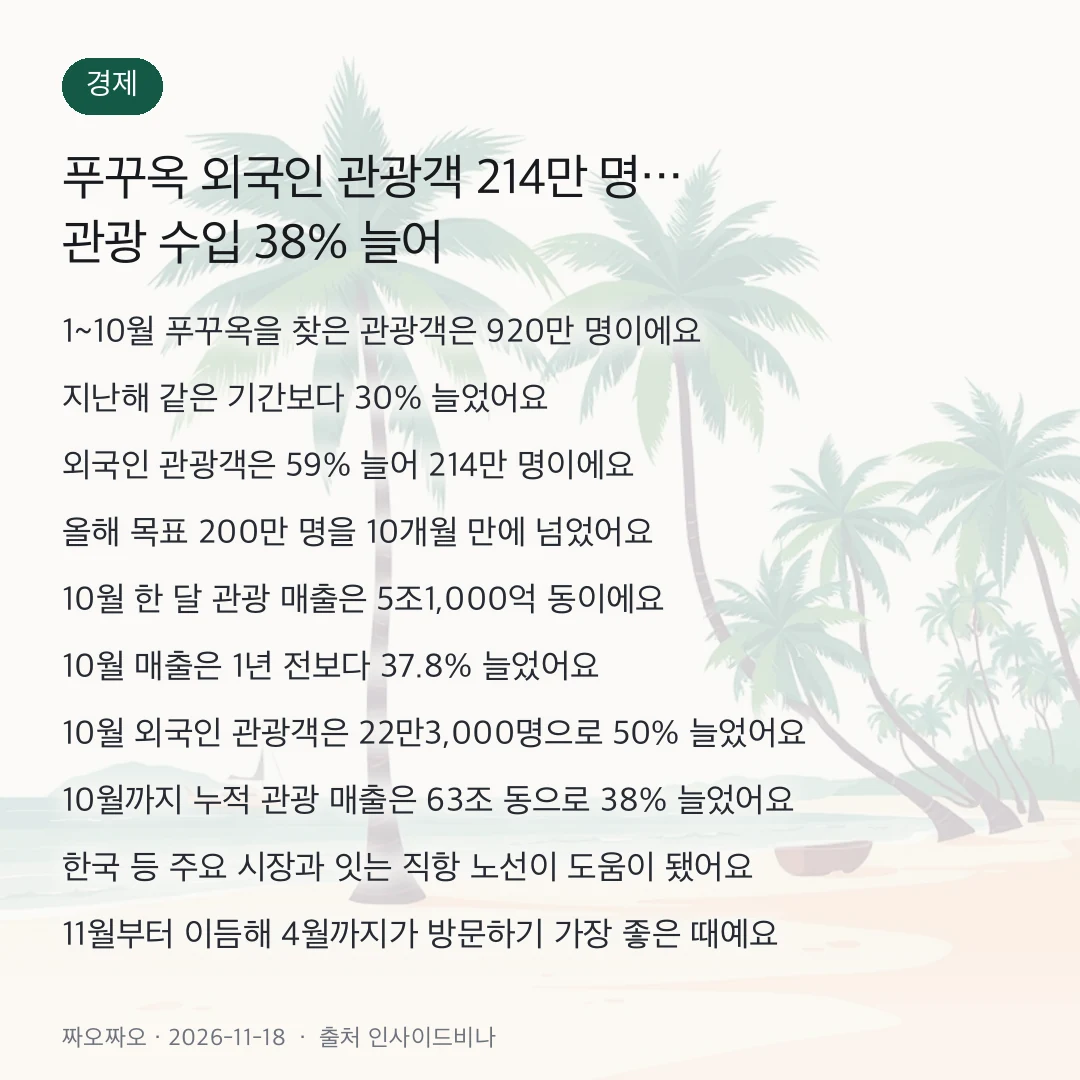 경제
푸꾸옥 외국인 관광객 214만 명…
관광 수입 38% 늘어
1~10월 푸꾸옥을 찾은 관광객은 920만 명이에요
지난해 같은 기간보다 30% 늘었어요
외국인 관광객은 59% 늘어 214만 명이에요
올해 목표 200만 명을 10개월 만에 넘었어요
10월 한 달 관광 매출은 5조1,000억 동이에요
10월 매출은 1년 전보다 37.8% 늘었어요
10월 외국인 관광객은 22만3,000명으로 50% 늘었어요
10월까지 누적 관광 매출은 63조 동으로 38% 늘었어요
한국 등 주요 시장과 잇는 직항 노선이 도움이 됐어요
11월부터 이듬해 4월까지가 방문하기 가장 좋은 때예요
짜오짜오 · 2026-11-18 · 출처 인사이드비나